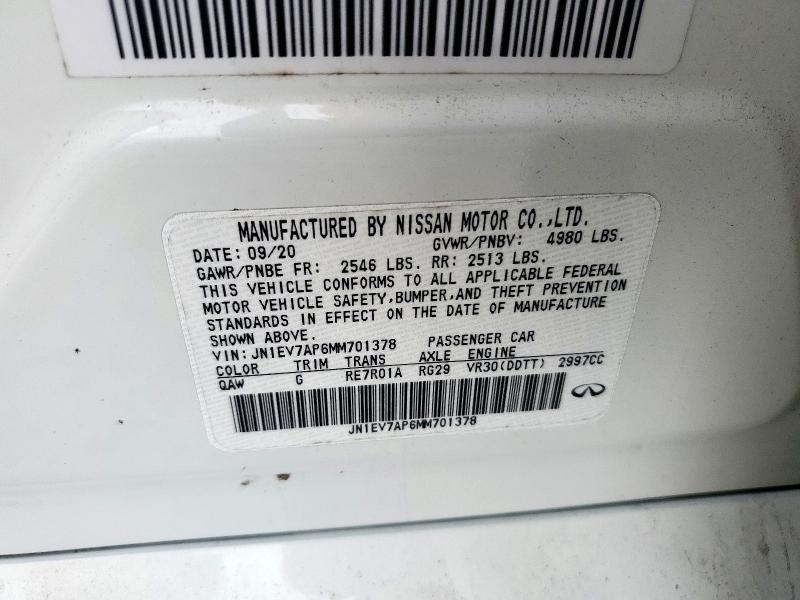 MANUFACTURED BY NISSAN MOTOR CO.,LTD.
DATE: 09/20 GVWR/PNBV: 4980 LBS.
GAWR/PNBE FR: 2546 LBS. RR: 2513 LBS.
THIS VEHICLE CONFORMS TO ALL APPLICABLE FEDERAL
MOTOR VEHICLE SAFETY,BUMPER,AND THEFT PREVENTION
STANDARDS IN EFFECT ON THE DATE OF MANUFACTURE
SHOWN ABOVE.
VIN: JN1EV7AP6MM701378 PASSENGER CAR
COLOR TRIM TRANS AXLE ENGINE
QAW G RE7R01A RG29 VR30(DDTT) 2997CC
JN1EV7AP6MM701378